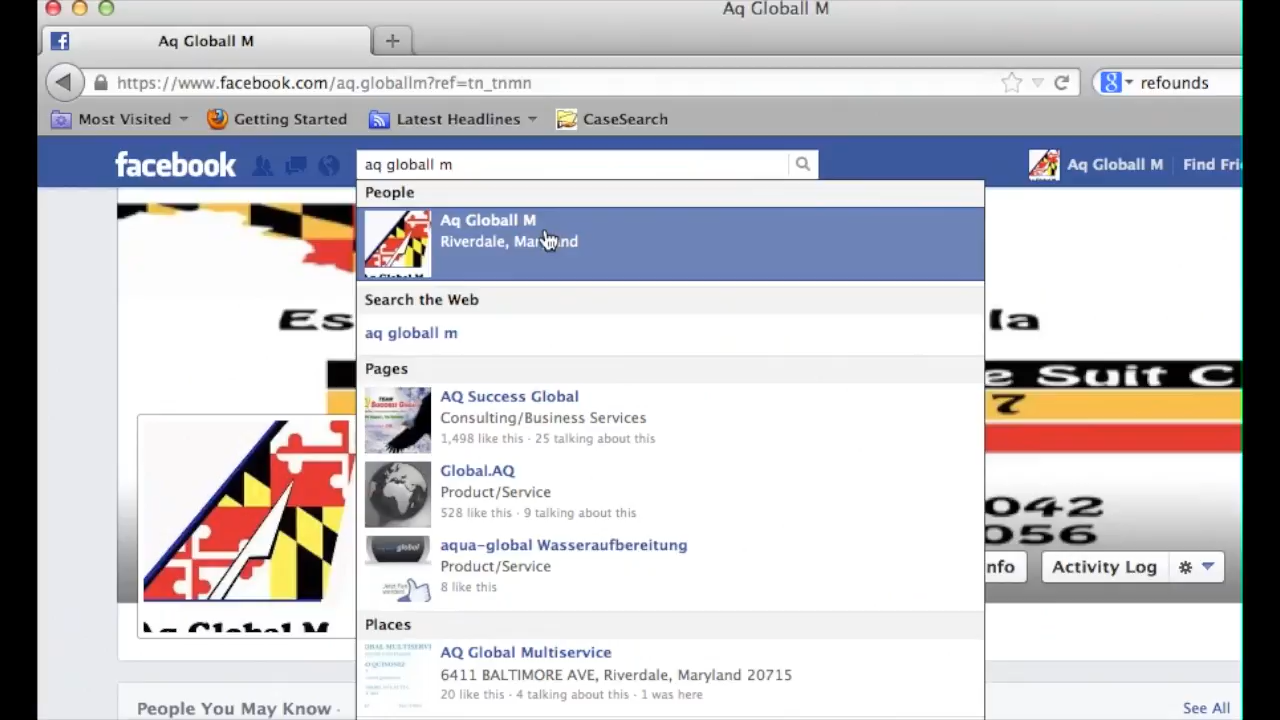 Aq Globall M
Aq Globall M
https://www.facebook.com/aq.globallm?ref=tn_tnmn
refounds
Most Visited
Getting Started
Latest Headlines
CaseSearch
facebook
aq globall m
Aq Globall M
Find Frie
People
Aq Globall M
Riverdale, Maryland
Search the Web
aq globall m
Es
la
Pages
e Suit C
AQ Success Global
Consulting/Business Services
1,498 like this · 25 talking about this
7
Global.AQ
Product/Service
528 like this · 9 talking about this
042
056
aqua-global Wasseraufbereitung
Product/Service
8 like this
nfo
Activity Log
Places
Aq Global M
AQ Global Multiservice
6411 BALTIMORE AVE, Riverdale, Maryland 20715
20 like this · 4 talking about this · 1 was here
People You May Know ·
See All